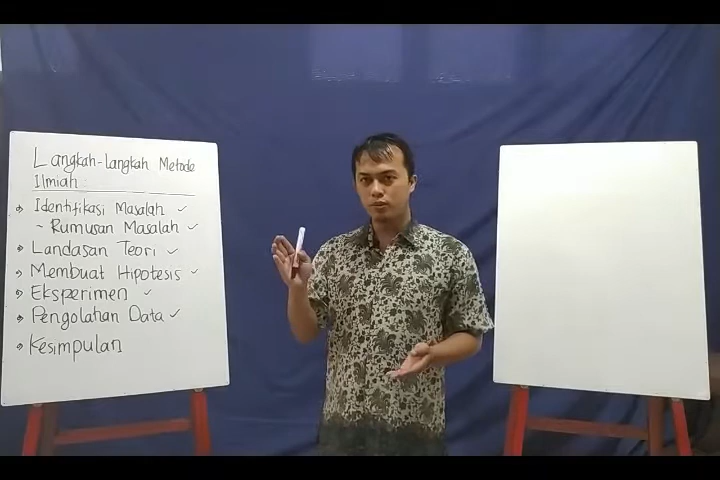 Langkah-langkah Metode
Ilmiah:
Identifikasi Masalah ✓
- Rumusan Masalah ✓
Landasan Teori ✓
Membuat Hipotesis ✓
Eksperimen ✓
Pengolahan Data ✓
Kesimpulan